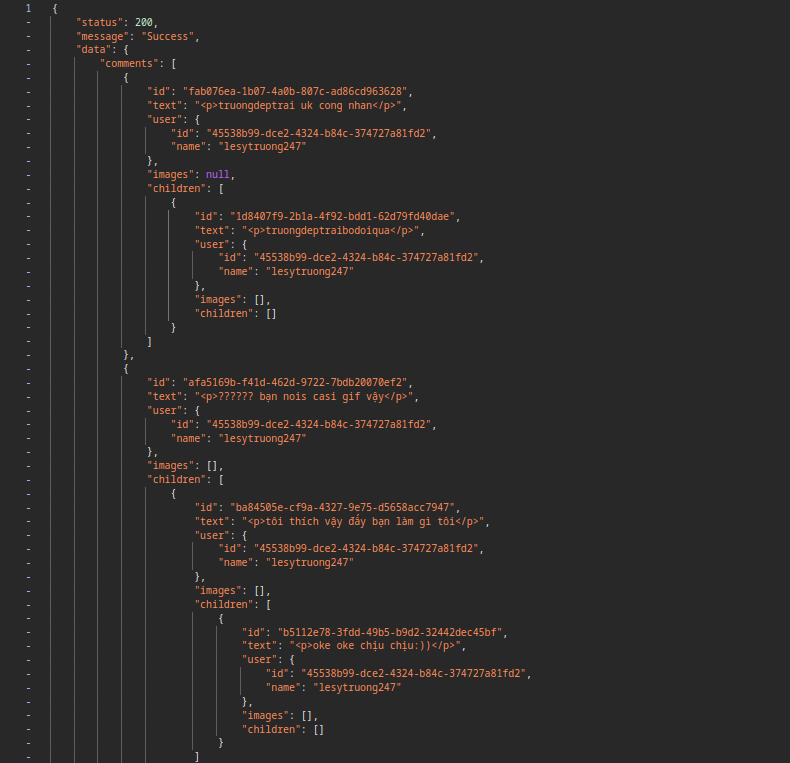 1 {
- "status": 200,
- "message": "Success",
- "data": {
- "comments": [
- {
- "id": "fab076ea-1b07-4a0b-807c-ad86cd963628",
- "text": "<p>truongdeptrai uk cong nhan</p>",
- "user": {
- "id": "45538b99-dce2-4324-b84c-374727a81fd2",
- "name": "lesytruong247"
- },
- "images": null,
- "children": [
- {
- "id": "1d8407f9-2b1a-4f92-bdd1-62d79fd40dae",
- "text": "<p>truongdeptraibodoiqua</p>",
- "user": {
- "id": "45538b99-dce2-4324-b84c-374727a81fd2",
- "name": "lesytruong247"
- },
- "images": [],
- "children": []
- }
- ]
- },
- {
- "id": "afa5169b-f41d-462d-9722-7bdb20070ef2",
- "text": "<p>?????? bạn nois casi gif vậy</p>",
- "user": {
- "id": "45538b99-dce2-4324-b84c-374727a81fd2",
- "name": "lesytruong247"
- },
- "images": [],
- "children": [
- {
- "id": "ba84505e-cf9a-4327-9e75-d5658acc7947",
- "text": "<p>tôi thích vậy đấy bạn làm gì tôi</p>",
- "user": {
- "id": "45538b99-dce2-4324-b84c-374727a81fd2",
- "name": "lesytruong247"
- },
- "images": [],
- "children": [
- {
- "id": "b5112e78-3fdd-49b5-b9d2-32442dec45bf",
- "text": "<p>oke oke chịu chịu:))</p>",
- "user": {
- "id": "45538b99-dce2-4324-b84c-374727a81fd2",
- "name": "lesytruong247"
- },
- "images": [],
- "children": []
- }
- ]